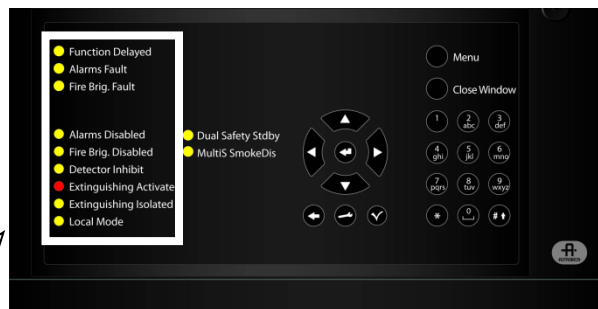 Function Delayed
Alarms Fault
Fire Brig. Fault
Alarms Disabled
Fire Brig. Disabled
Detector Inhibit
Extinguishing Activate
Extinguishing Isolated
Local Mode
Dual Safety Stdby
MultiS SmokeDis
Menu
Close Window
1
2 abc
3 def
4 ghi
5 jkl
6 mno
7 pqrs
8 tuv
9 wxyz
*
0
#